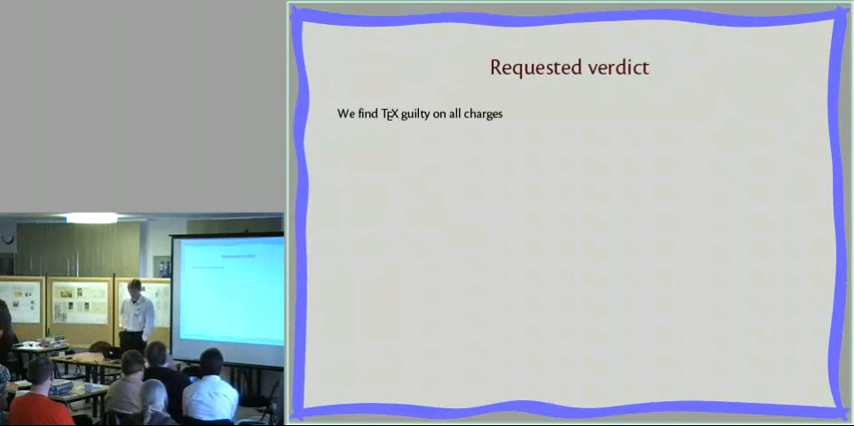 Requested verdict
We find TEX guilty on all charges